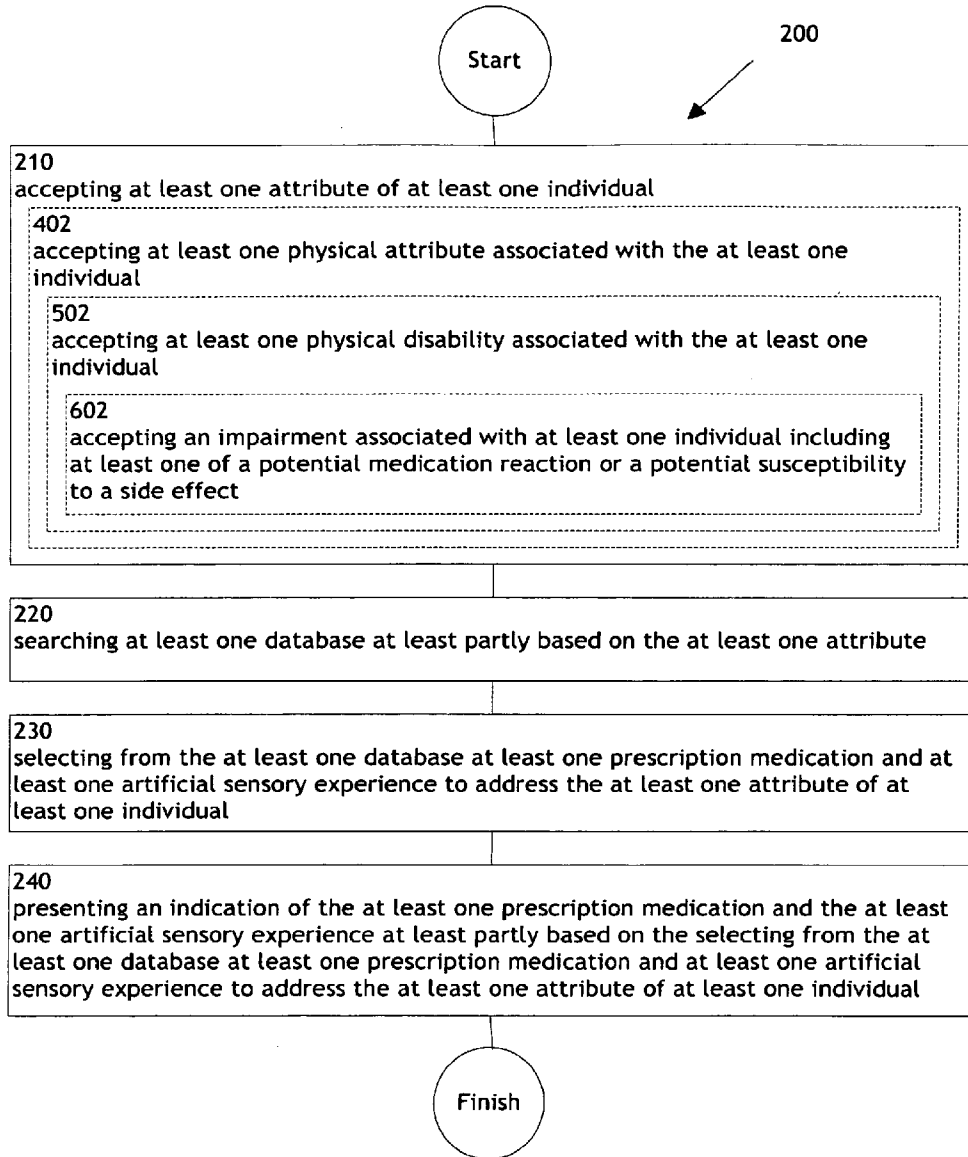 Start
200
210
accepting at least one attribute of at least one individual
402
accepting at least one physical attribute associated with the at least one
individual
502
accepting at least one physical disability associated with the at least one
individual
602
accepting an impairment associated with at least one individual including
at least one of a potential medication reaction or a potential susceptibility
to a side effect
220
searching at least one database at least partly based on the at least one attribute
230
selecting from the at least one database at least one prescription medication and at
least one artificial sensory experience to address the at least one attribute of at
least one individual
240
presenting an indication of the at least one prescription medication and the at least
one artificial sensory experience at least partly based on the selecting from the at
least one database at least one prescription medication and at least one artificial
sensory experience to address the at least one attribute of at least one individual
Finish